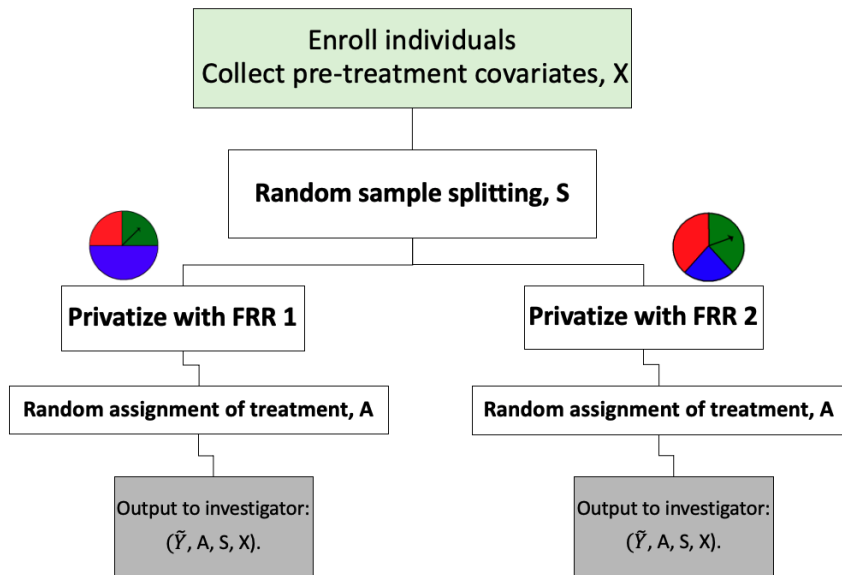 Enroll individuals
Collect pre-treatment covariates, X
Random sample splitting, S
Privatize with FRR 1
Privatize with FRR 2
Random assignment of treatment, A
Random assignment of treatment, A
Output to investigator:
(Ỹ, A, S, X).
Output to investigator:
(Ỹ, A, S, X).